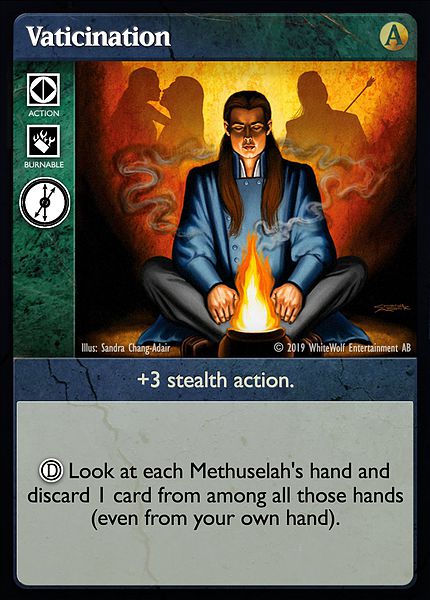 Vaticination
A
ACTION
BURNABLE
Illus: Sandra Chang-Adair
© 2019 WhiteWolf Entertainment AB
+3 stealth action.
Ⓓ Look at each Methuselah's hand and
discard 1 card from among all those hands
(even from your own hand).